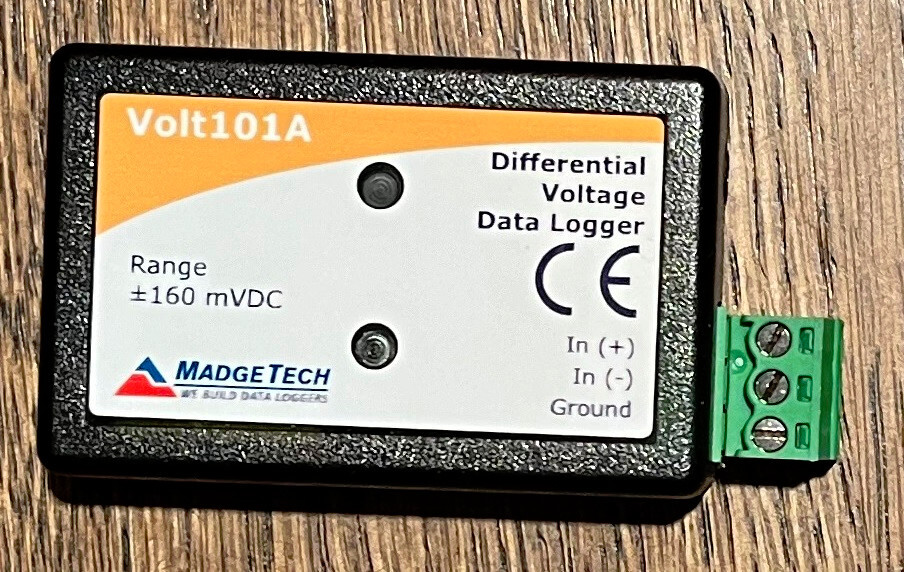 Volt101A
Differential
Voltage
Data Logger
CE
Range
±160 mVDC
In (+)
In (-)
Ground
MADGETECH
WE BUILD DATA LOGGERS